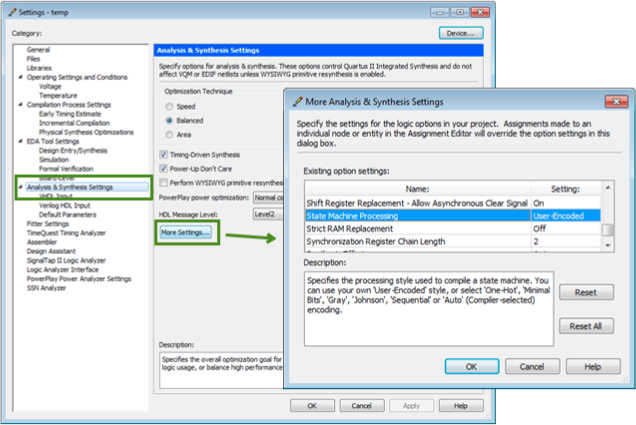 Settings - temp
Category:
Device...
General
Files
Libraries
Operating Settings and Conditions
Voltage
Temperature
Compilation Process Settings
Early Timing Estimate
Incremental Compilation
Physical Synthesis Optimizations
EDA Tool Settings
Design Entry/Synthesis
Simulation
Formal Verification
Board-Level
Analysis & Synthesis Settings
VHDL Input
Verilog HDL Input
Default Parameters
Fitter Settings
TimeQuest Timing Analyzer
Assembler
Design Assistant
SignalTap II Logic Analyzer
Logic Analyzer Interface
PowerPlay Power Analyzer Settings
SSN Analyzer
Analysis & Synthesis Settings
Specify options for analysis & synthesis. These options control Quartus II Integrated Synthesis and do not
affect VQM or EDIF netlists unless WYSIWYG primitive resynthesis is enabled.
Optimization Technique
Speed
Balanced
Area
Timing-Driven Synthesis
Power-Up Don't Care
Perform WYSIWYG primitive resynthesis
PowerPlay power optimization: Normal co
HDL Message Level: Level2
More Settings...
Description:
Specifies the overall optimization goal for
logic usage, or balance high performance
OK
Cancel
Apply
Help
More Analysis & Synthesis Settings
Specify the settings for the logic options in your project. Assignments made to an
individual node or entity in the Assignment Editor will override the option settings in this
dialog box.
Existing option settings:
Name: Setting:
Shift Register Replacement - Allow Asynchronous Clear Signal On
State Machine Processing User-Encoded
Strict RAM Replacement Off
Synchronization Register Chain Length 2
Description:
Specifies the processing style used to compile a state machine. You
can use your own 'User-Encoded' style, or select 'One-Hot', 'Minimal
Bits', 'Gray', 'Johnson', 'Sequential' or 'Auto' (Compiler-selected)
encoding.
Reset
Reset All
OK
Cancel
Help